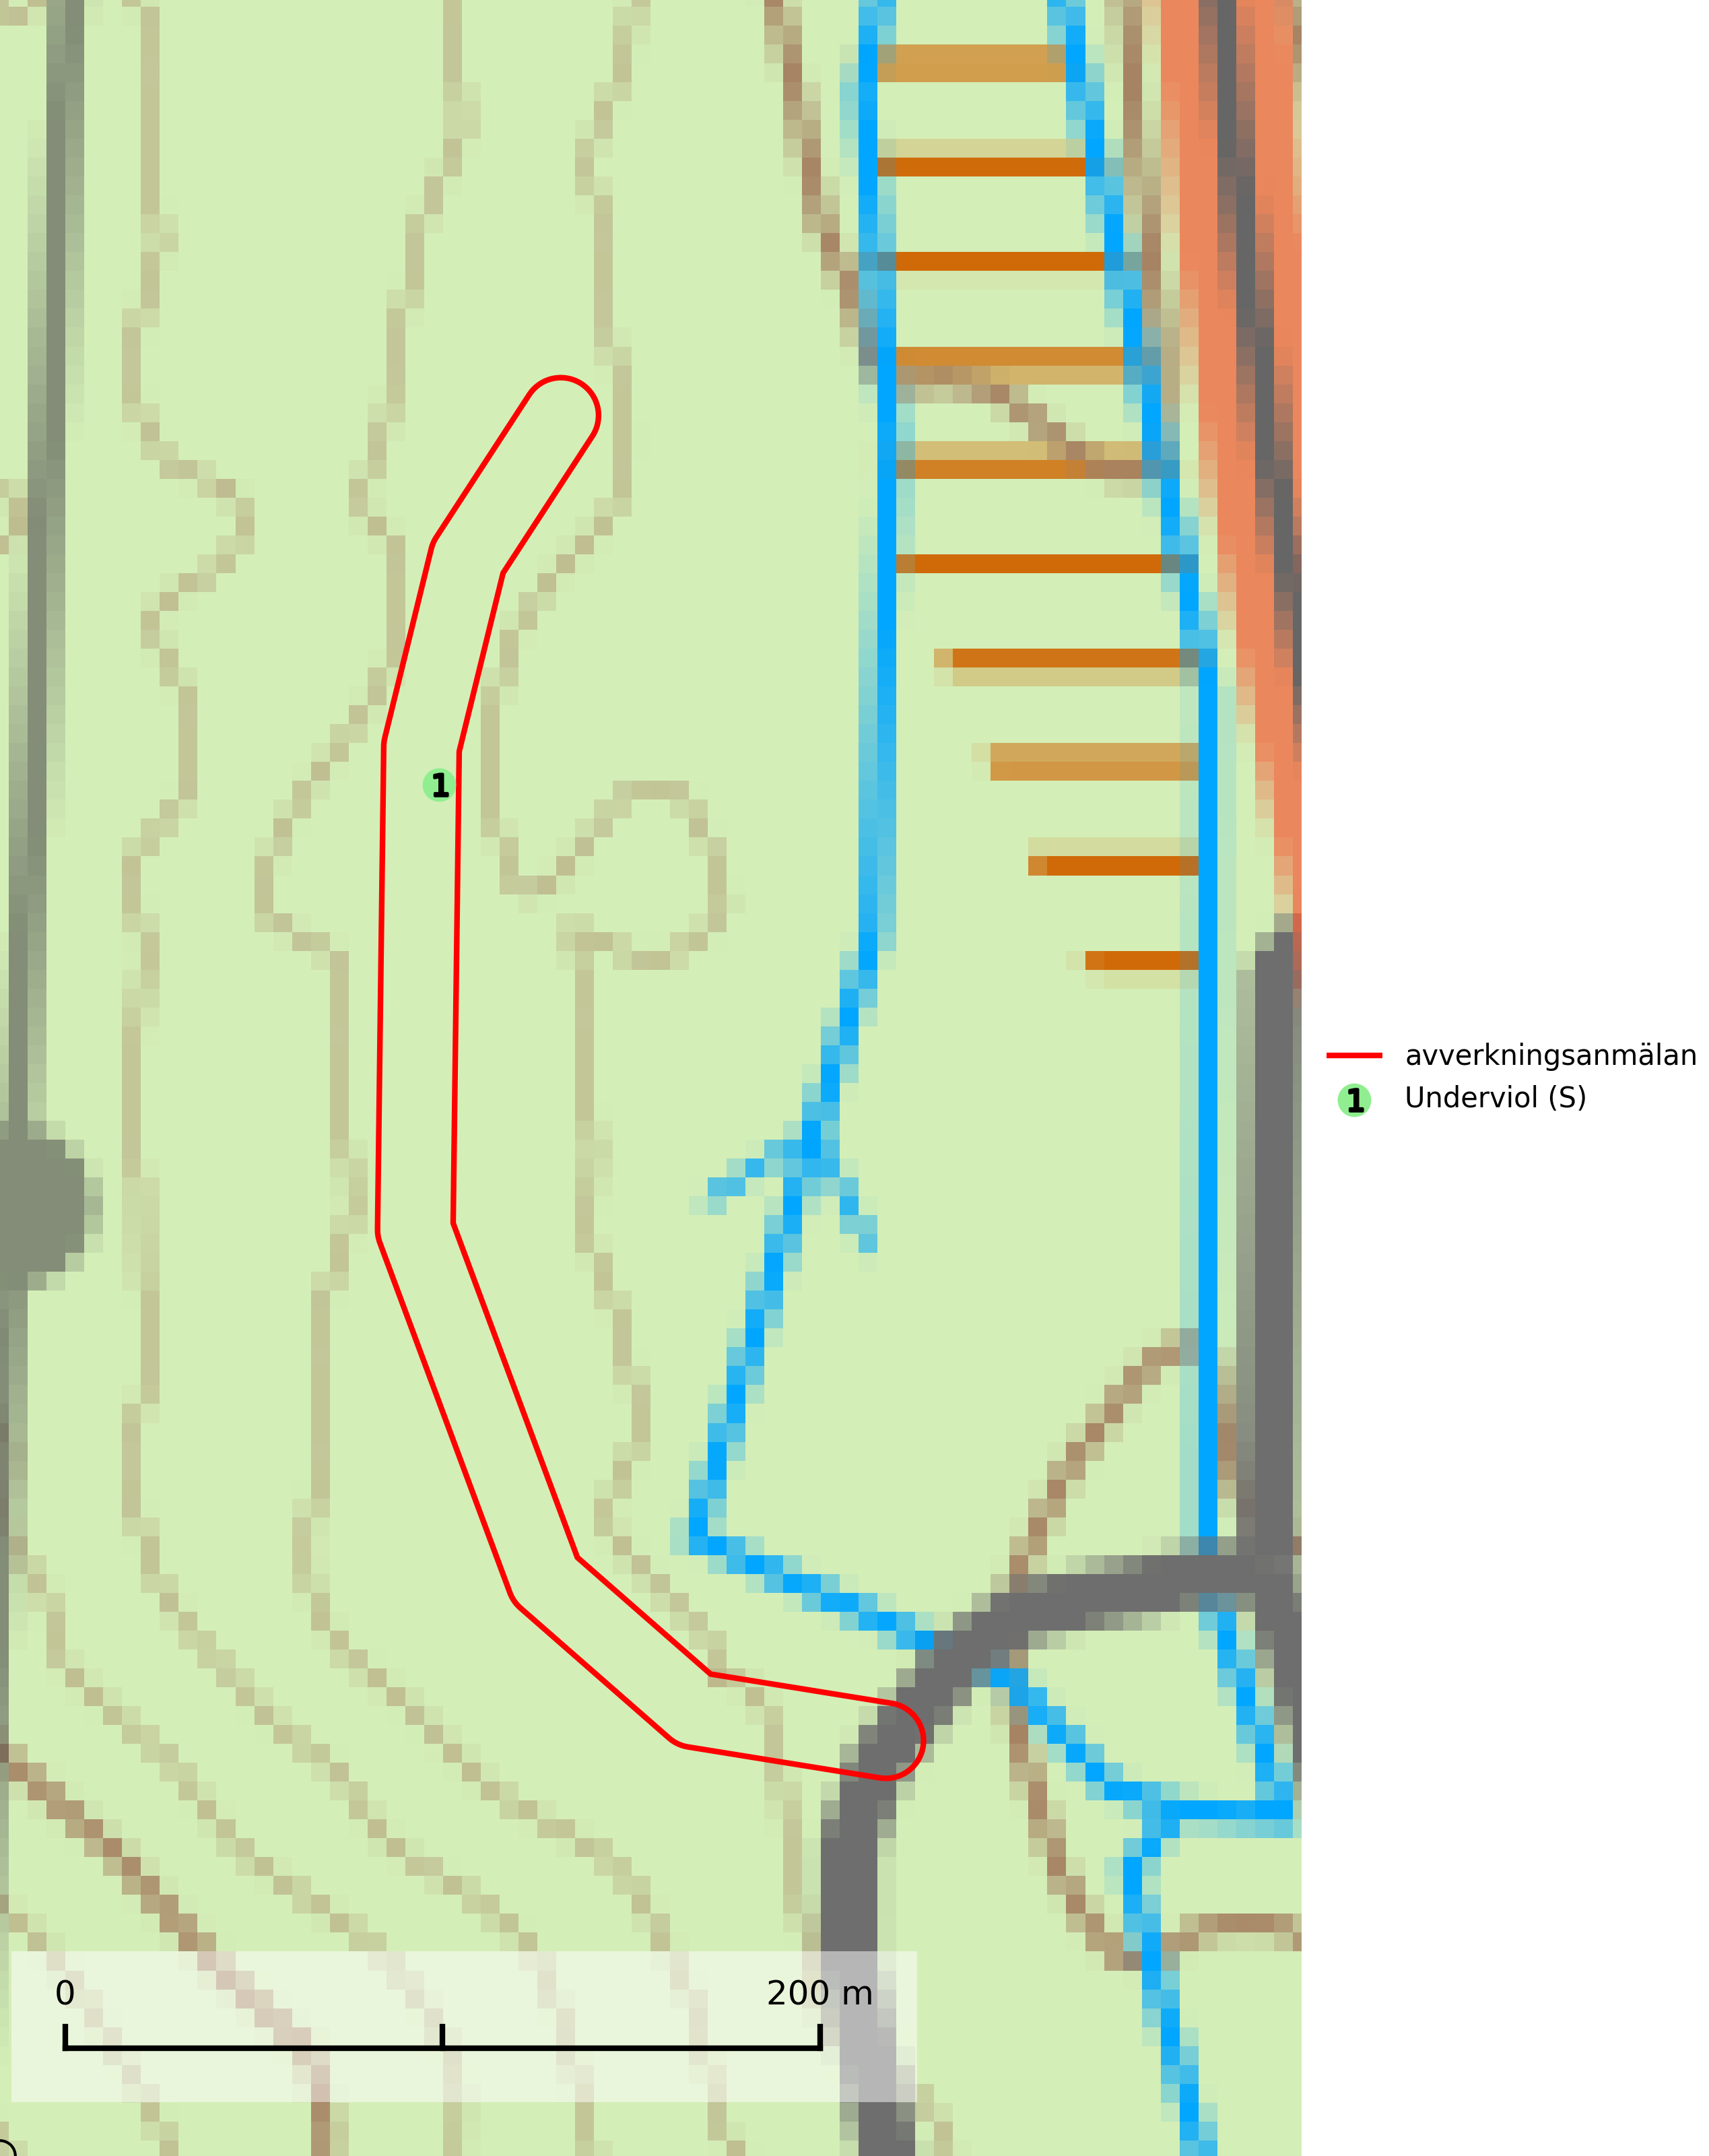 1
avverkningsanmälan
1 Underviol (S)
0 200 m